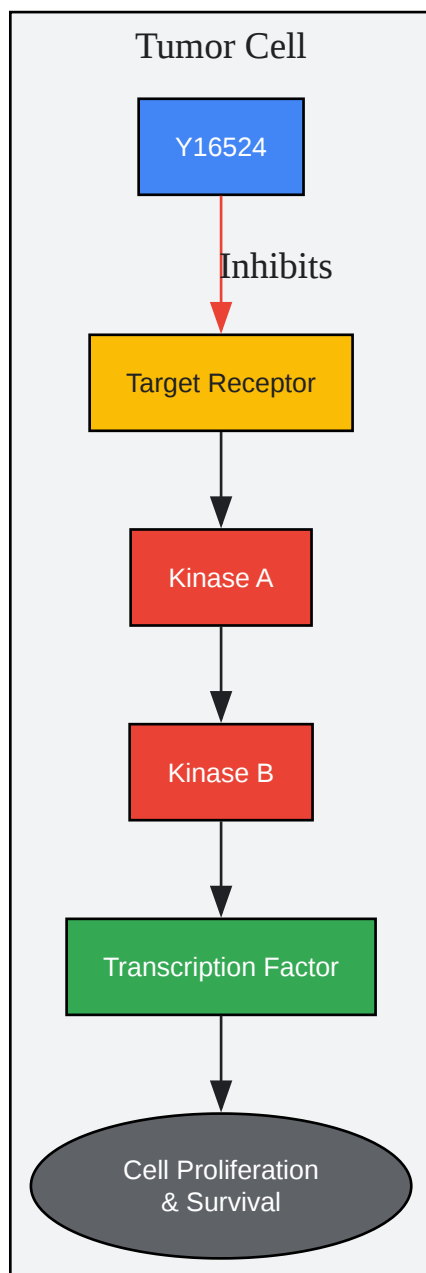 Tumor Cell
Y16524
Inhibits
Target Receptor
Kinase A
Kinase B
Transcription Factor
Cell Proliferation
& Survival